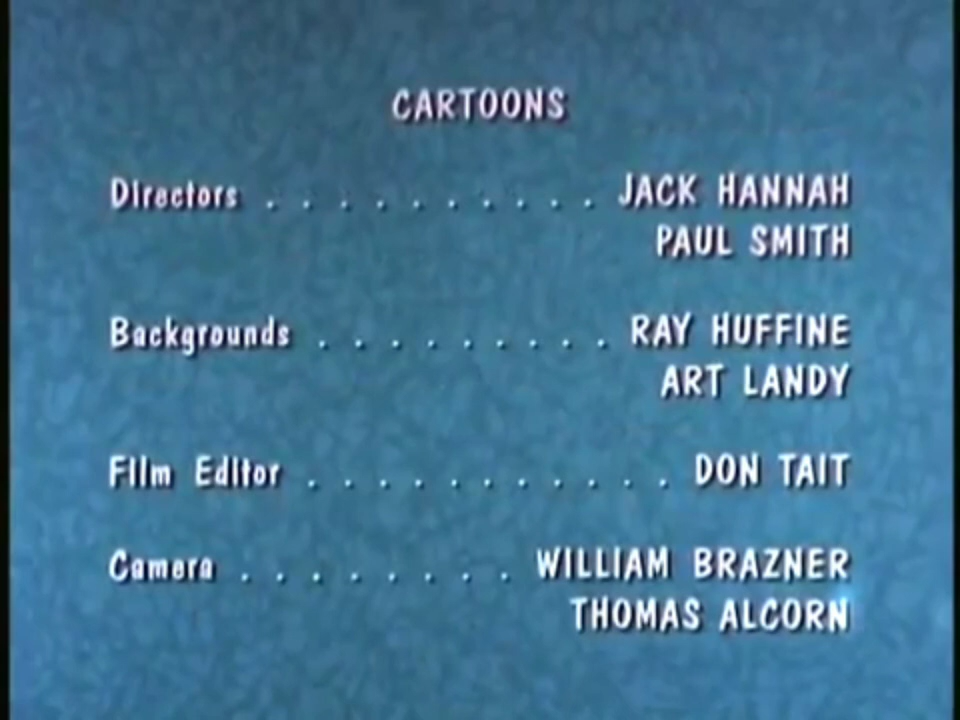 CARTOONS
Directors . . . . . . . . . . JACK HANNAH
PAUL SMITH
Backgrounds . . . . . . . . . RAY HUFFINE
ART LANDY
Film Editor . . . . . . . . . . . DON TAIT
Camera . . . . . . . . WILLIAM BRAZNER
THOMAS ALCORN